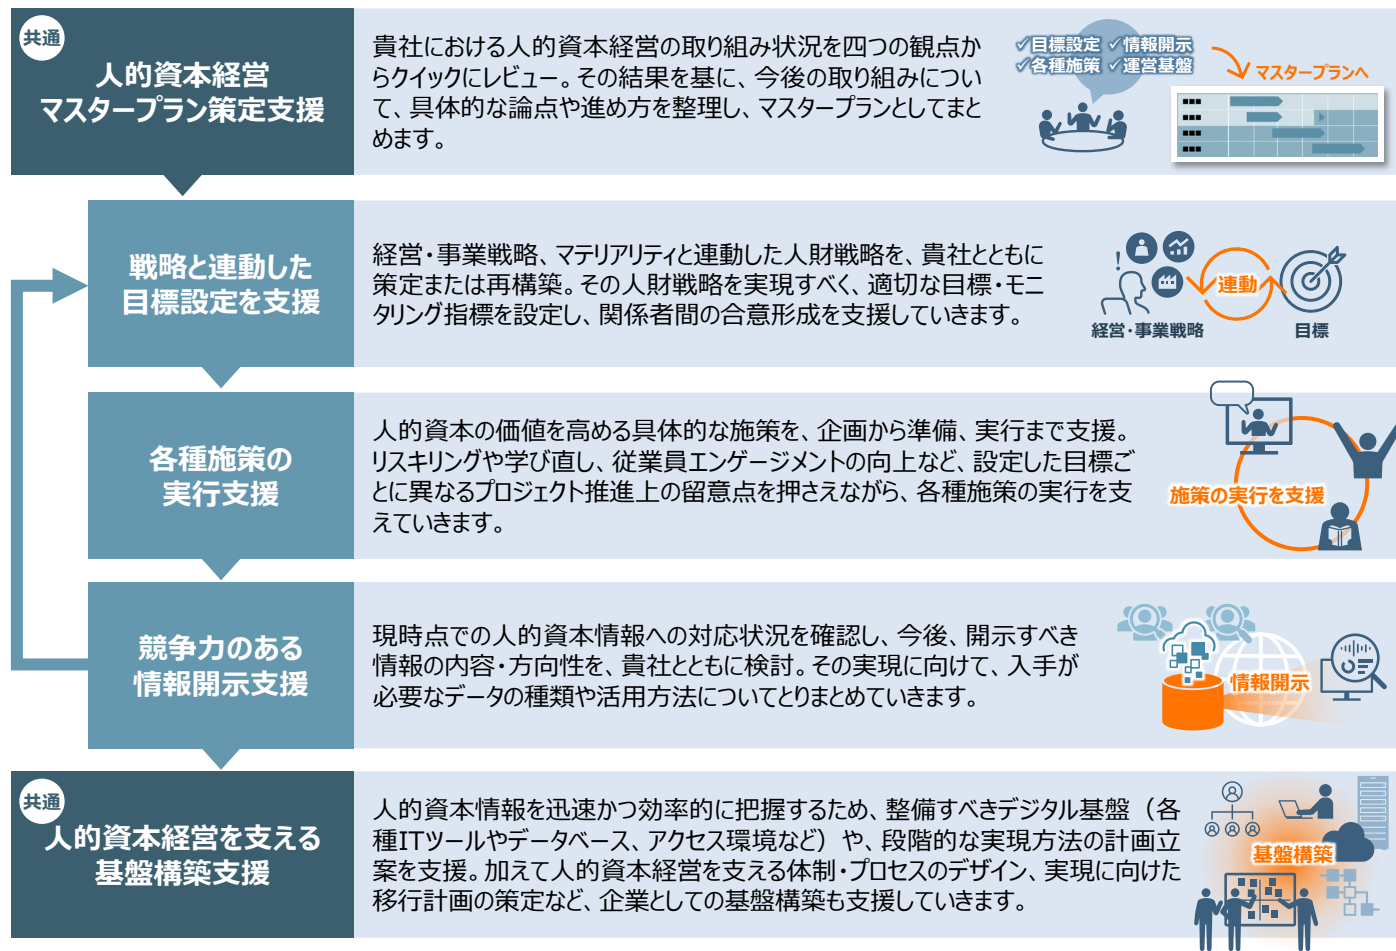 共通
人的資本経営
マスタープラン策定支援
貴社における人的資本経営の取り組み状況を四つの観点か
らクイックにレビュー。その結果を基に、今後の取り組みについ
て、具体的な論点や進め方を整理し、マスタープランとしてまと
めます。
✓目標設定 ✓情報開示
✓各種施策 ✓運営基盤
マスタープランへ
戦略と連動した
目標設定を支援
経営・事業戦略、マテリアリティと連動した人財戦略を、貴社とともに
策定または再構築。その人財戦略を実現すべく、適切な目標・モニ
タリング指標を設定し、関係者間の合意形成を支援していきます。
連動
経営・事業戦略
目標
各種施策の
実行支援
人的資本の価値を高める具体的な施策を、企画から準備、実行まで支援。
リスキリングや学び直し、従業員エンゲージメントの向上など、設定した目標ご
とに異なるプロジェクト推進上の留意点を押さえながら、各種施策の実行を支
えていきます。
施策の実行を支援
競争力のある
情報開示支援
現時点での人的資本情報への対応状況を確認し、今後、開示すべき
情報の内容・方向性を、貴社とともに検討。その実現に向けて、入手が
必要なデータの種類や活用方法についてとりまとめていきます。
情報開示
共通
人的資本経営を支える
基盤構築支援
人的資本情報を迅速かつ効率的に把握するため、整備すべきデジタル基盤（各
種ITツールやデータベース、アクセス環境など）や、段階的な実現方法の計画立
案を支援。加えて人的資本経営を支える体制・プロセスのデザイン、実現に向けた
移行計画の策定など、企業としての基盤構築も支援していきます。
基盤構築